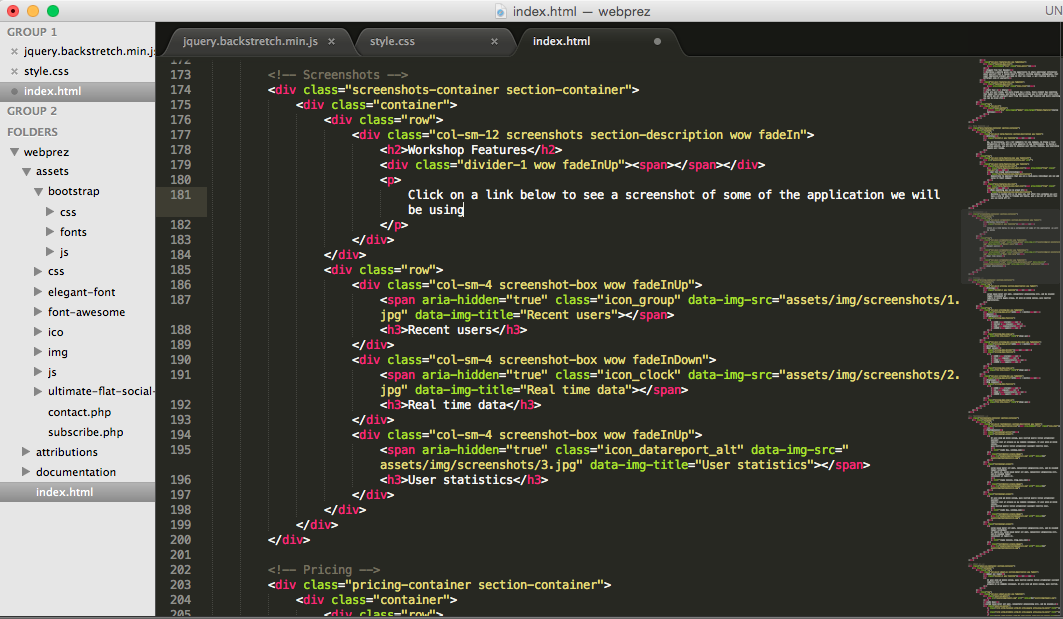 index.html — webprez
UN
GROUP 1
jquery.backstretch.min.js
style.css
index.html
GROUP 2
FOLDERS
webprez
assets
bootstrap
css
fonts
js
css
elegant-font
font-awesome
ico
img
js
ultimate-flat-social-
contact.php
subscribe.php
attributions
documentation
index.html
jquery.backstretch.min.js ×
style.css ×
index.html
172
173 <!-- Screenshots -->
174 <div class="screenshots-container section-container">
175 <div class="container">
176 <div class="row">
177 <div class="col-sm-12 screenshots section-description wow fadeIn">
178 <h2>Workshop Features</h2>
179 <div class="divider-1 wow fadeInUp"><span></span></div>
180 <p>
181 Click on a link below to see a screenshot of some of the application we will
be using
182 </p>
183 </div>
184 </div>
185 <div class="row">
186 <div class="col-sm-4 screenshot-box wow fadeInUp">
187 <span aria-hidden="true" class="icon_group" data-img-src="assets/img/screenshots/1.
jpg" data-img-title="Recent users"></span>
188 <h3>Recent users</h3>
189 </div>
190 <div class="col-sm-4 screenshot-box wow fadeInDown">
191 <span aria-hidden="true" class="icon_clock" data-img-src="assets/img/screenshots/2.
jpg" data-img-title="Real time data"></span>
192 <h3>Real time data</h3>
193 </div>
194 <div class="col-sm-4 screenshot-box wow fadeInUp">
195 <span aria-hidden="true" class="icon_datareport_alt" data-img-src="
assets/img/screenshots/3.jpg" data-img-title="User statistics"></span>
196 <h3>User statistics</h3>
197 </div>
198 </div>
199 </div>
200 </div>
201
202 <!-- Pricing -->
203 <div class="pricing-container section-container">
204 <div class="container">
205 <div class="row">